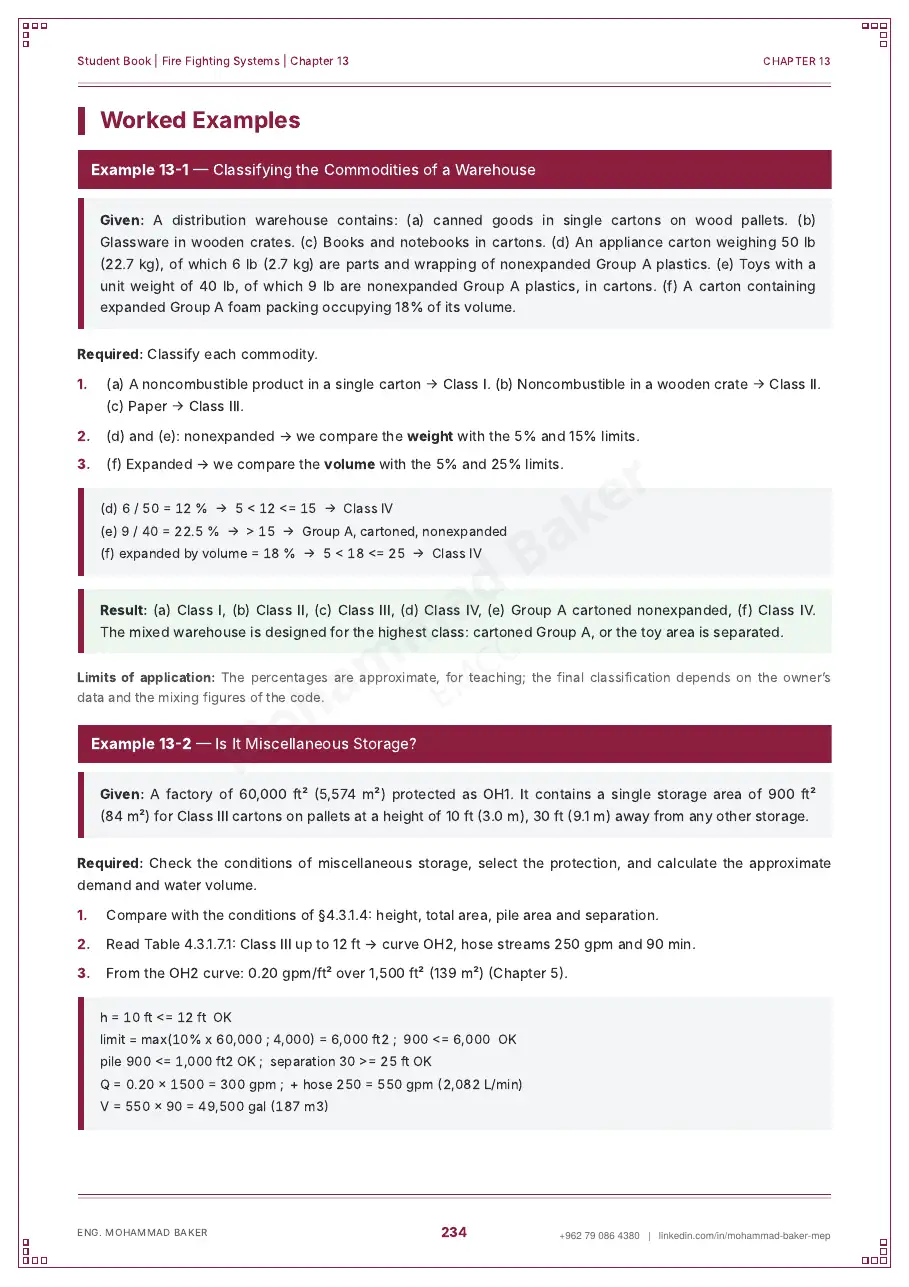 Student Book | Fire Fighting Systems | Chapter 13
CHAPTER 13
Worked Examples
Example 13-1 — Classifying the Commodities of a Warehouse
Given: A distribution warehouse contains: (a) canned goods in single cartons on wood pallets. (b)
Glassware in wooden crates. (c) Books and notebooks in cartons. (d) An appliance carton weighing 50 lb
(22.7 kg), of which 6 lb (2.7 kg) are parts and wrapping of nonexpanded Group A plastics. (e) Toys with a
unit weight of 40 lb, of which 9 lb are nonexpanded Group A plastics, in cartons. (f) A carton containing
expanded Group A foam packing occupying 18% of its volume.
Required: Classify each commodity.
1. (a) A noncombustible product in a single carton → Class I. (b) Noncombustible in a wooden crate → Class II.
(c) Paper → Class III.
2. (d) and (e): nonexpanded → we compare the weight with the 5% and 15% limits.
3. (f) Expanded → we compare the volume with the 5% and 25% limits.
(d) 6 / 50 = 12 % → 5 < 12 <= 15 → Class IV
(e) 9 / 40 = 22.5 % → > 15 → Group A, cartoned, nonexpanded
(f) expanded by volume = 18 % → 5 < 18 <= 25 → Class IV
Result: (a) Class I, (b) Class II, (c) Class III, (d) Class IV, (e) Group A cartoned nonexpanded, (f) Class IV.
The mixed warehouse is designed for the highest class: cartoned Group A, or the toy area is separated.
Limits of application: The percentages are approximate, for teaching; the final classification depends on the owner's
data and the mixing figures of the code.
Mohammad Baker
EMCC
Example 13-2 — Is It Miscellaneous Storage?
Given: A factory of 60,000 ft² (5,574 m²) protected as OH1. It contains a single storage area of 900 ft²
(84 m²) for Class III cartons on pallets at a height of 10 ft (3.0 m), 30 ft (9.1 m) away from any other storage.
Required: Check the conditions of miscellaneous storage, select the protection, and calculate the approximate
demand and water volume.
1. Compare with the conditions of §4.3.1.4: height, total area, pile area and separation.
2. Read Table 4.3.1.7.1: Class III up to 12 ft → curve OH2, hose streams 250 gpm and 90 min.
3. From the OH2 curve: 0.20 gpm/ft² over 1,500 ft² (139 m²) (Chapter 5).
h = 10 ft <= 12 ft OK
limit = max(10% x 60,000 ; 4,000) = 6,000 ft2 ; 900 <= 6,000 OK
pile 900 <= 1,000 ft2 OK ; separation 30 >= 25 ft OK
Q = 0.20 × 1500 = 300 gpm ; + hose 250 = 550 gpm (2,082 L/min)
V = 550 × 90 = 49,500 gal (187 m3)
ENG. MOHAMMAD BAKER
234
+962 79 086 4380 | linkedin.com/in/mohammad-baker-mep